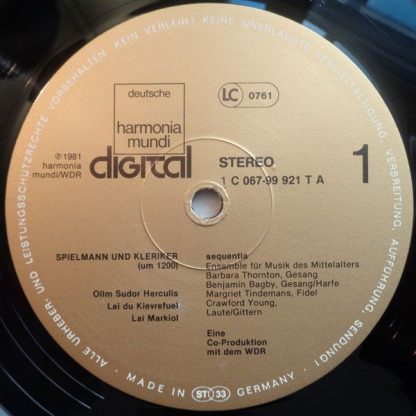 ALLE URHEBER- UND LEISTUNGSSCHUTZRECHTE VORBEHALTEN. KEIN VERLEIH! KEINE UNERLAUBTE VERVIELFÄLTIGUNG, VERBREITUNG, AUFFÜHRUNG, SENDUNG!
deutsche
harmonia
mundi
LC 0761
℗ 1981
harmonia
mundi/WDR
digital
STEREO
1 C 067-99 921 T A
1
SPIELMANN UND KLERIKER
(um 1200)
Olim Sudor Herculis
Lai du Kievrefuel
Lai Markiol
sequentia
Ensemble für Musik des Mittelalters
Barbara Thornton, Gesang
Benjamin Bagby, Gesang/Harfe
Margriet Tindemans, Fidel
Crawford Young,
Laute/Gittern
Eine
Co-Produktion
mit dem WDR
MADE IN ST 33 GERMANY